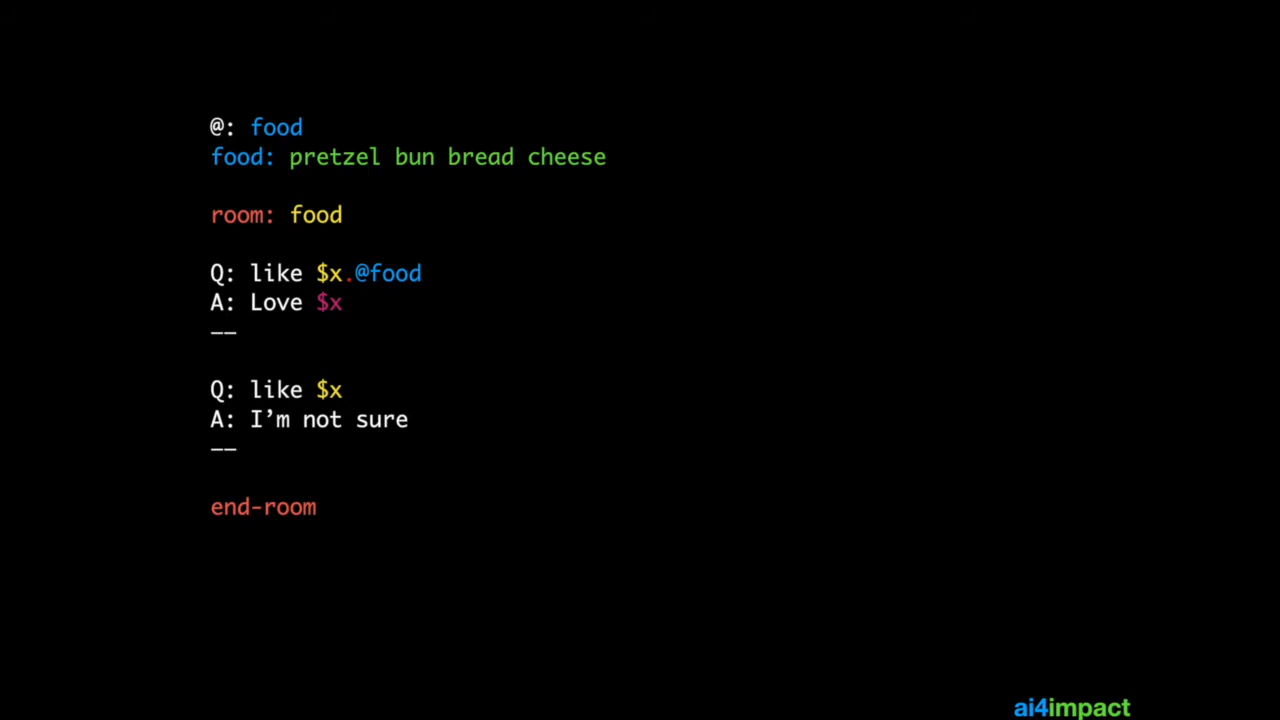 @: food
food: pretzel bun bread cheese
room: food
Q: like $x.@food
A: Love $x
––
Q: like $x
A: I’m not sure
––
end-room
ai4impact